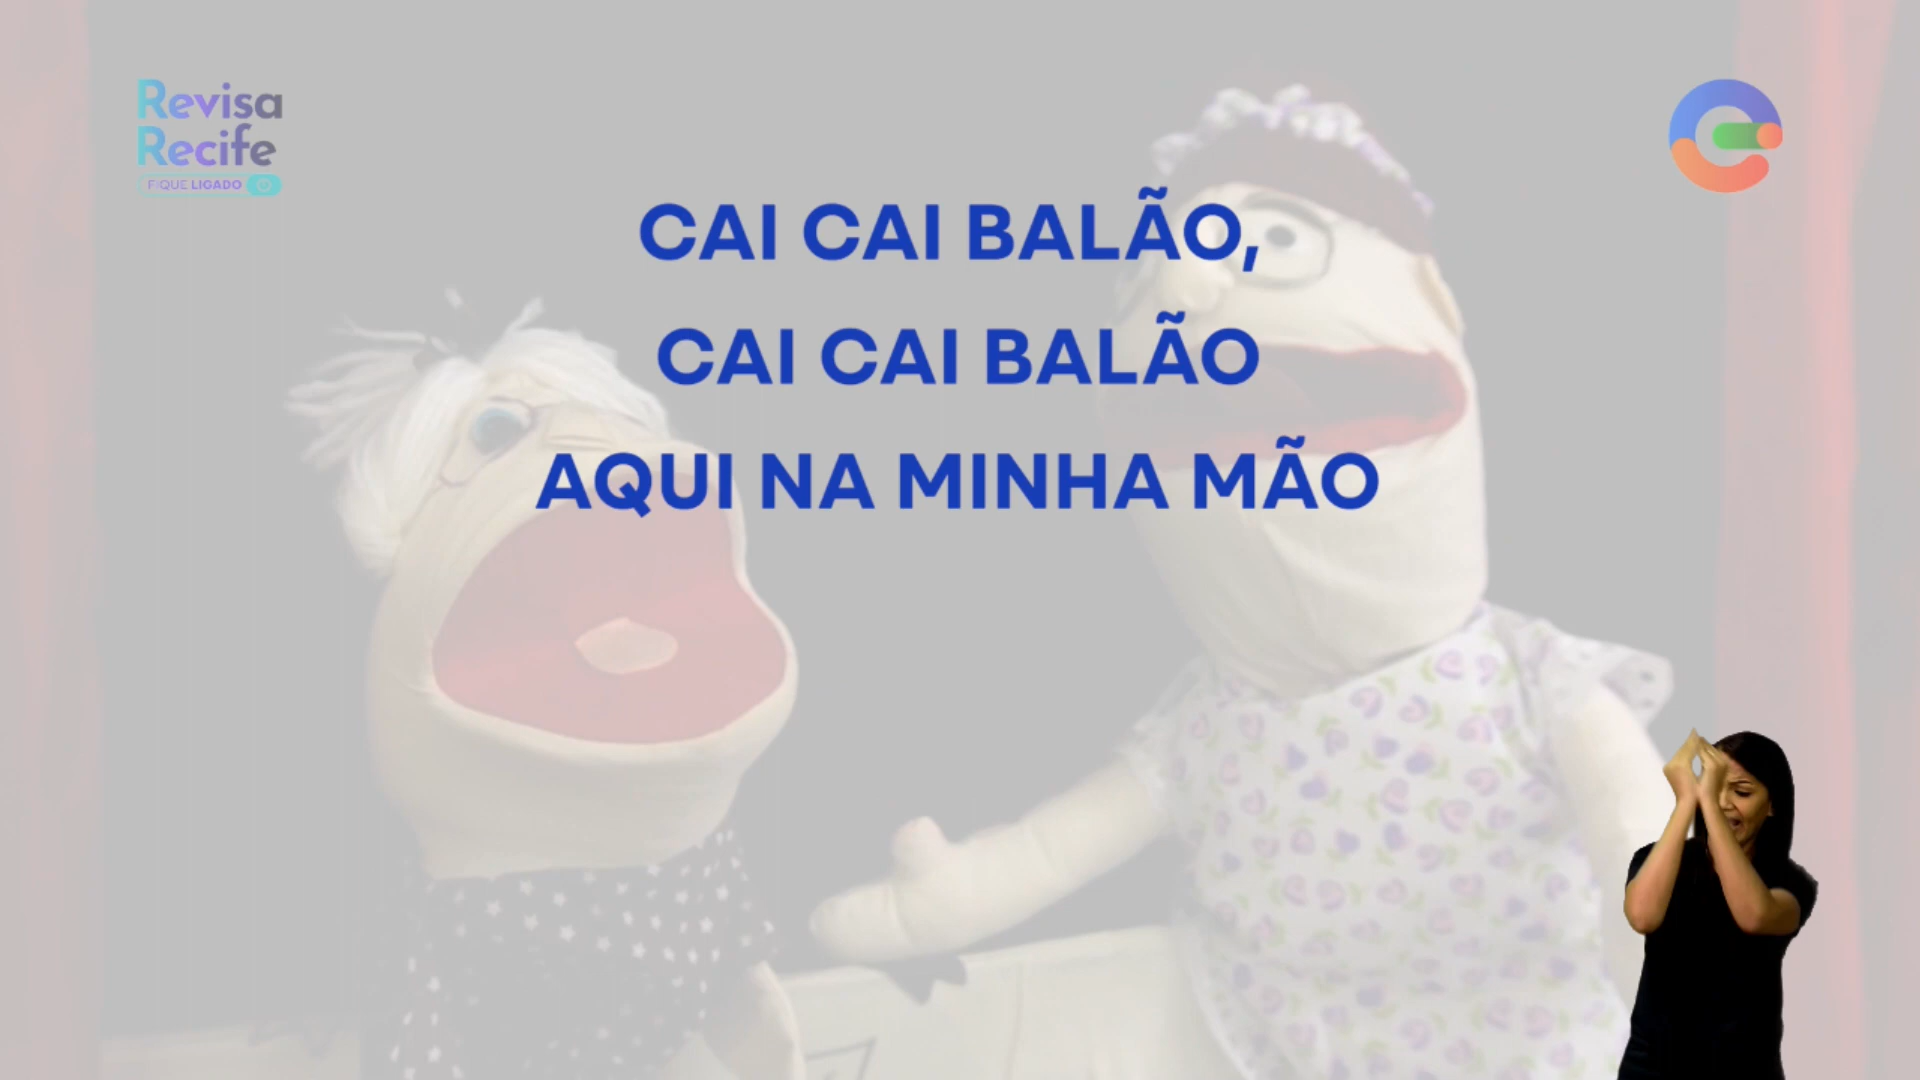 Revisa
Recife
FIQUE LIGADO
CAI CAI BALÃO,
CAI CAI BALÃO
AQUI NA MINHA MÃO